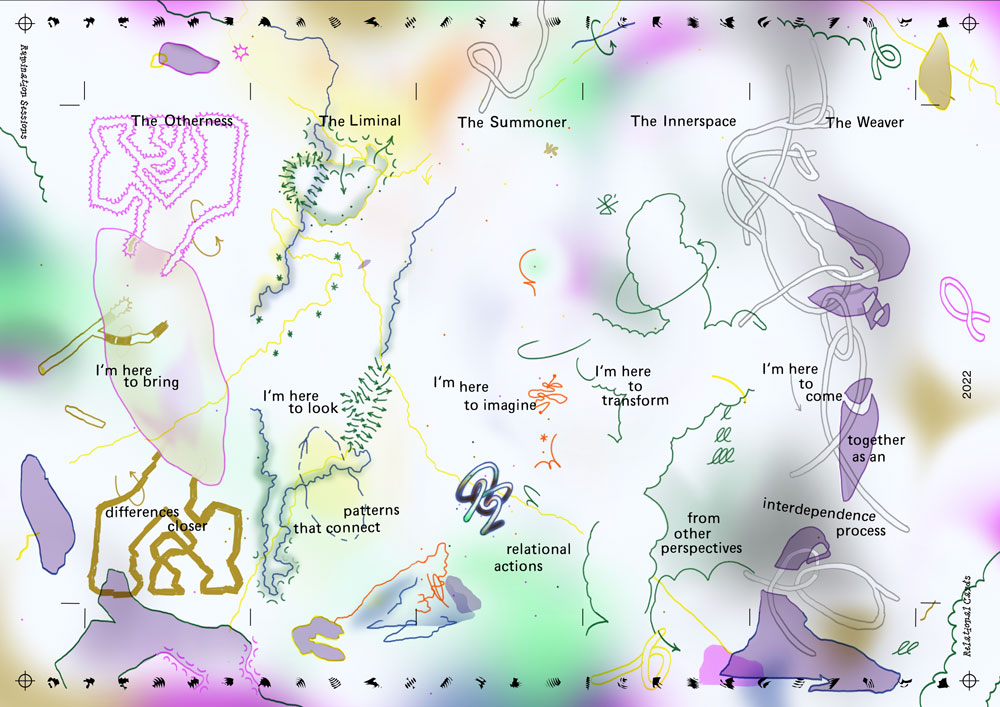 Rumination Sessions
The Otherness
I'm here
to bring
differences
closer
The Liminal
I'm here
to look
patterns
that connect
The Summoner
I'm here
to imagine
relational
actions
The Innerspace
I'm here
to
transform
from
other
perspectives
The Weaver
I'm here
to
come
together
as an
interdependence
process
2022
Relational Cards